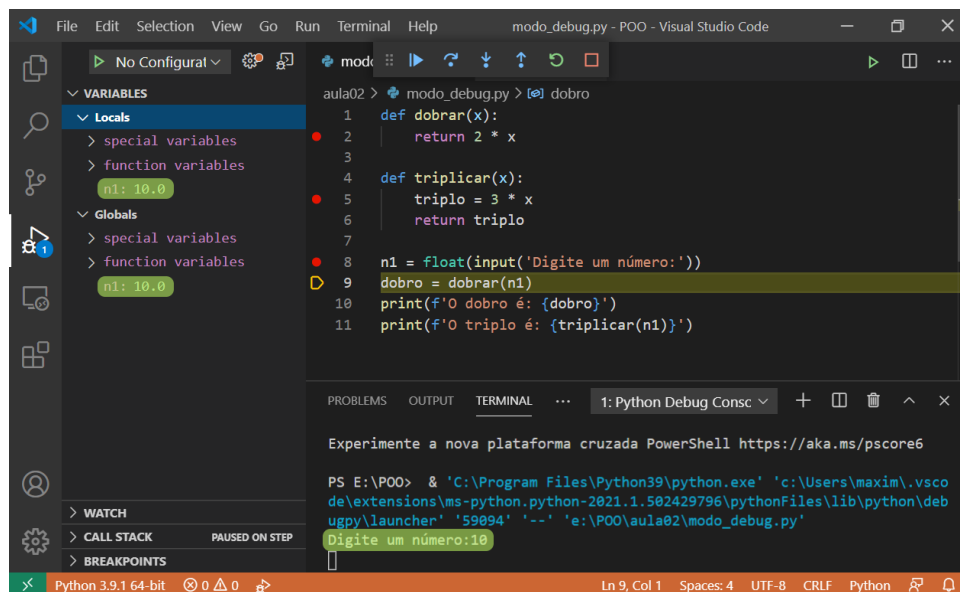 File Edit Selection View Go Run Terminal Help modo_debug.py - POO - Visual Studio Code
No Configurat
VARIABLES
Locals
special variables
function variables
n1: 10.0
Globals
special variables
function variables
n1: 10.0
WATCH
CALL STACK PAUSED ON STEP
BREAKPOINTS
1
modo
aula02 > modo_debug.py > dobro
1 def dobrar(x):
2 return 2 * x
3
4 def triplicar(x):
5 triplo = 3 * x
6 return triplo
7
8 n1 = float(input('Digite um número:'))
9 dobro = dobrar(n1)
10 print(f'O dobro é: {dobro}')
11 print(f'O triplo é: {triplicar(n1)}')
PROBLEMS OUTPUT TERMINAL ... 1: Python Debug Consc
Experimente a nova plataforma cruzada PowerShell https://aka.ms/pscore6
PS E:\POO> & 'C:\Program Files\Python39\python.exe' 'c:\Users\maxim\.vsco
de\extensions\ms-python.python-2021.1.502429796\pythonFiles\lib\python\deb
ugpy\launcher' '59094' '--' 'e:\POO\aula02\modo_debug.py'
Digite um número:10
Python 3.9.1 64-bit 0 0 Ln 9, Col 1 Spaces: 4 UTF-8 CRLF Python